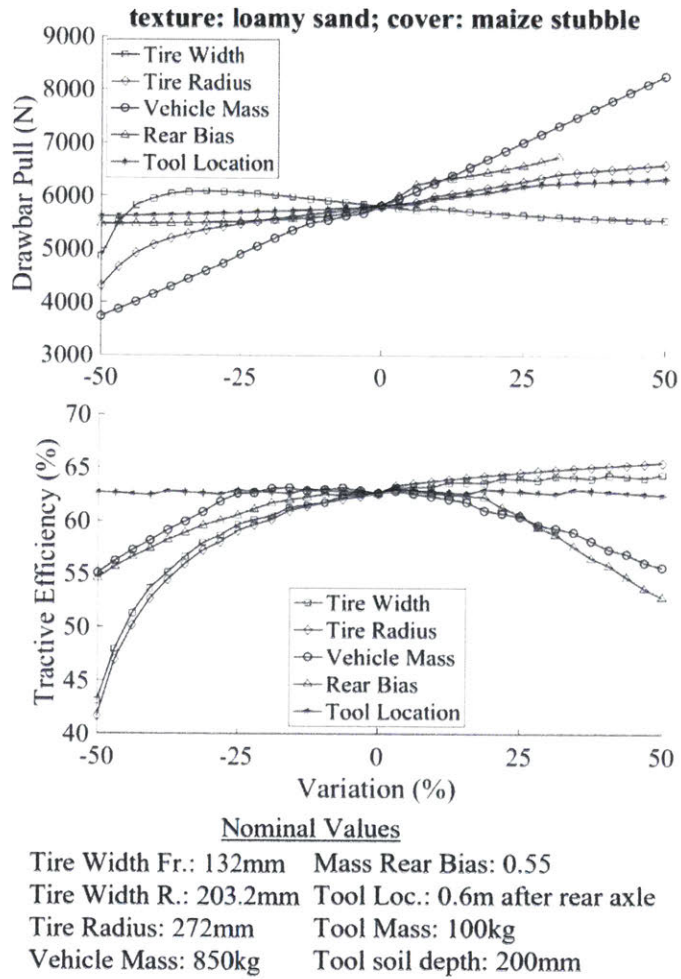 texture: loamy sand; cover: maize stubble
9000
8000
7000
6000
5000
4000
3000
Drawbar Pull (N)
Tire Width
Tire Radius
Vehicle Mass
Rear Bias
Tool Location
-50
-25
0
25
50
70
65
60
55
50
45
40
Tractive Efficiency (%)
Tire Width
Tire Radius
Vehicle Mass
Rear Bias
Tool Location
-50
-25
0
25
50
Variation (%)
Nominal Values
Tire Width Fr.: 132mm Mass Rear Bias: 0.55
Tire Width R.: 203.2mm Tool Loc.: 0.6m after rear axle
Tire Radius: 272mm Tool Mass: 100kg
Vehicle Mass: 850kg Tool soil depth: 200mm